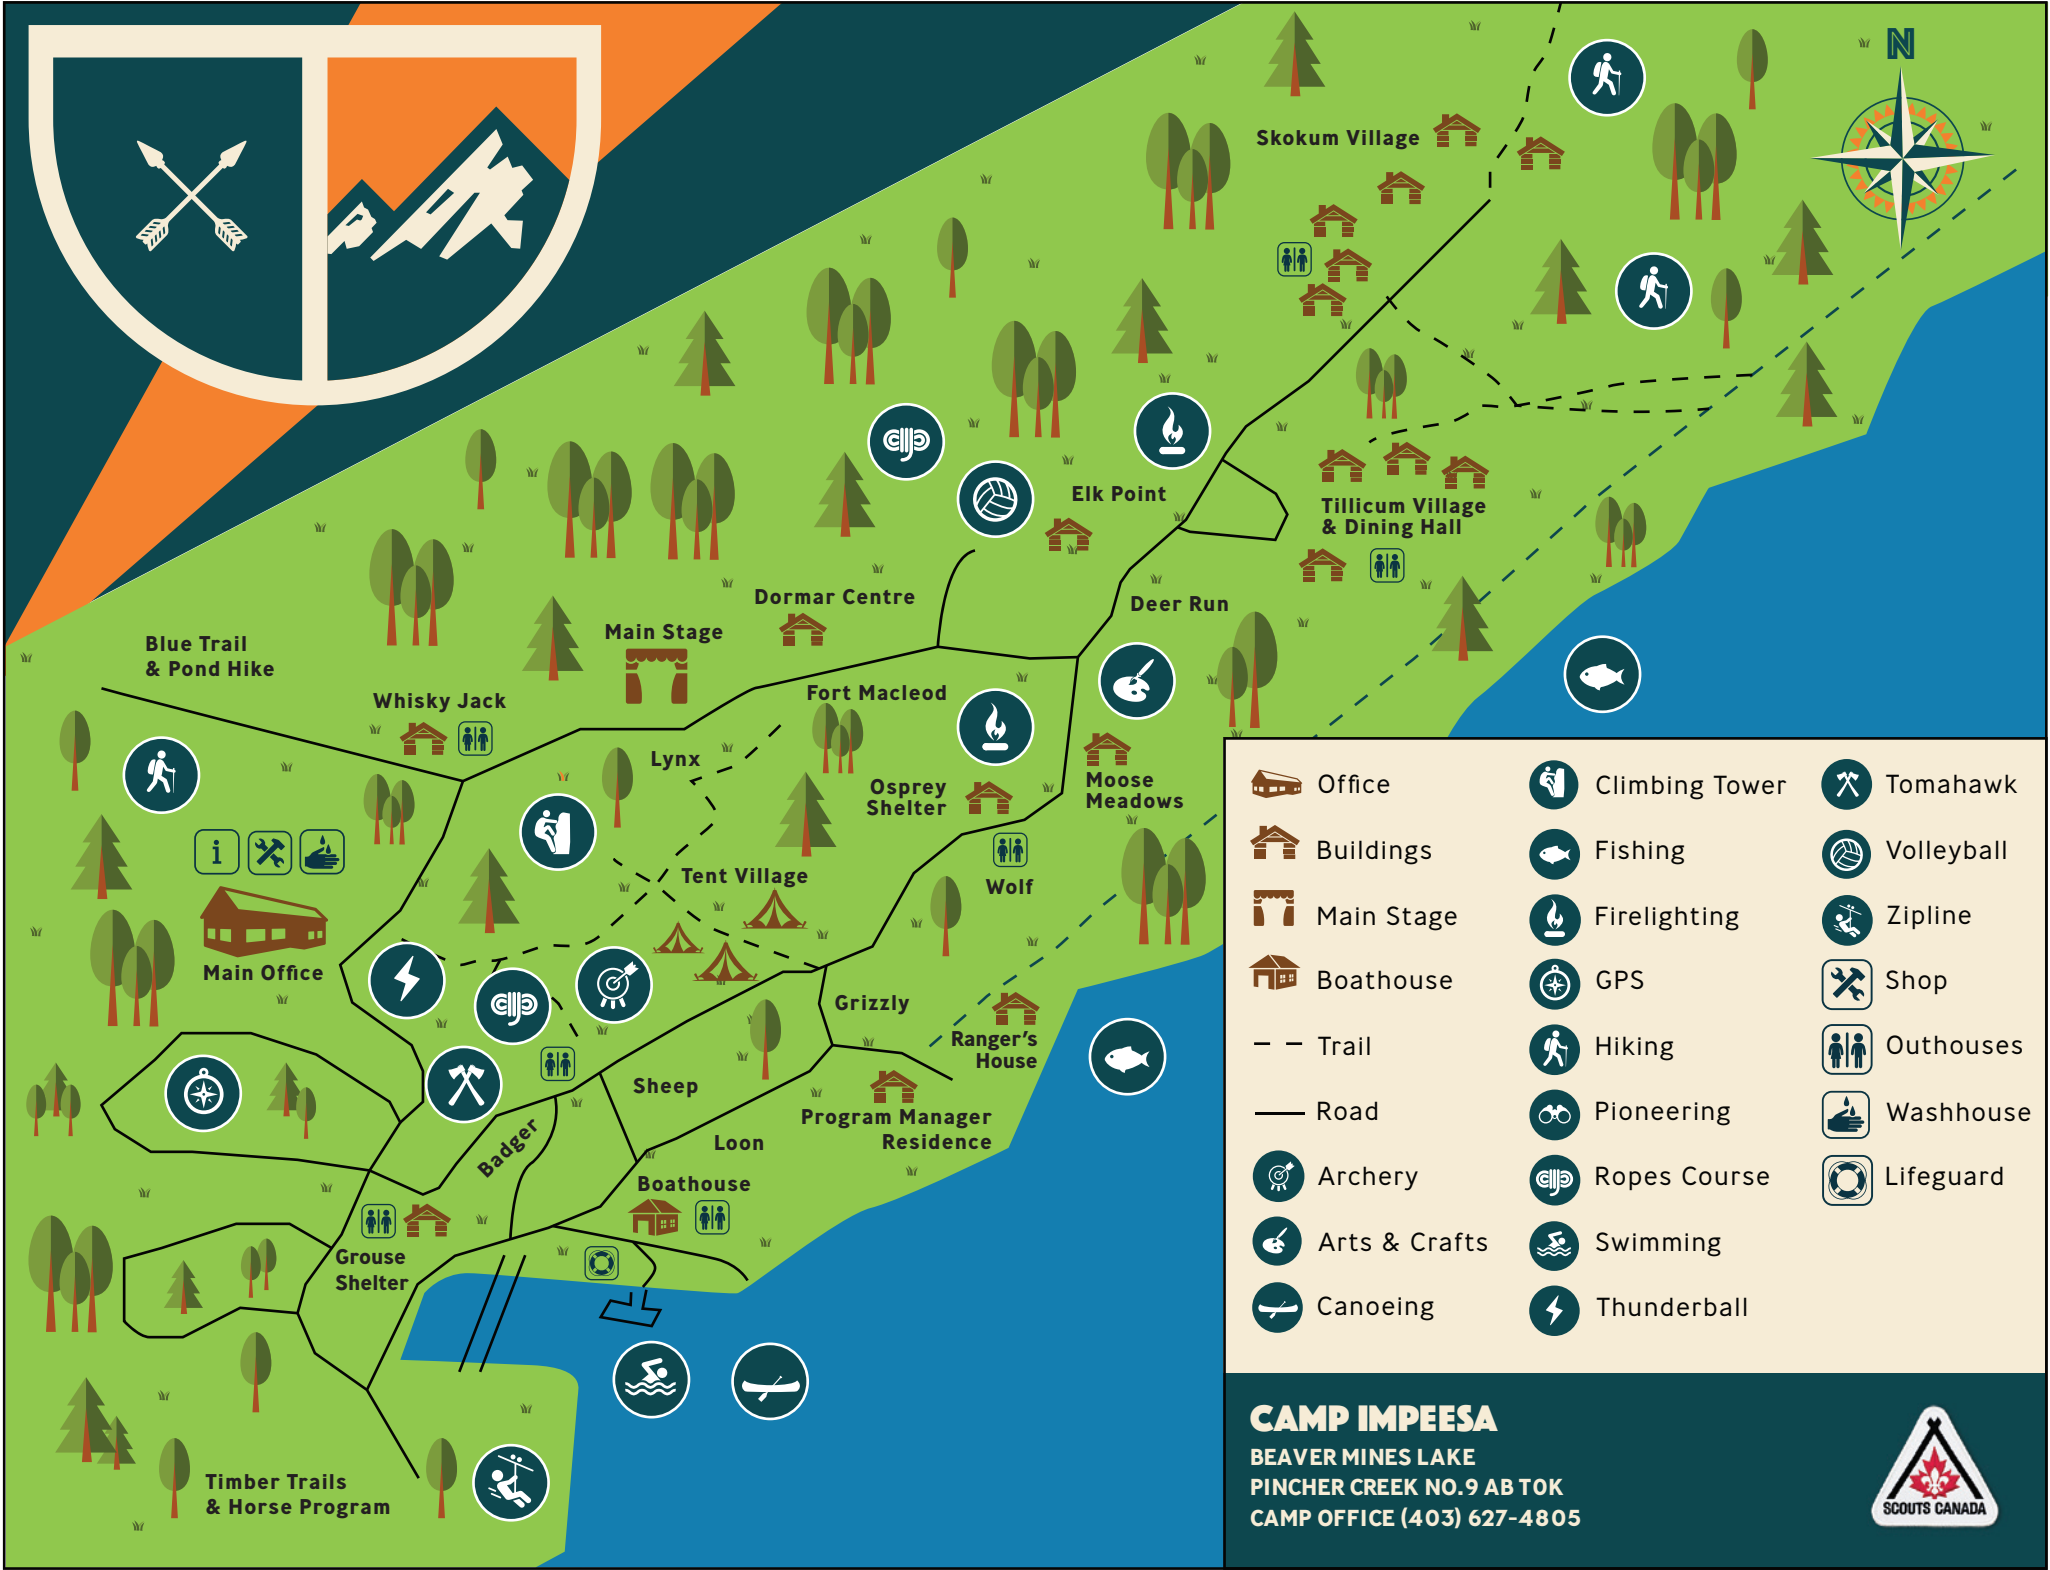 N
Skokum Village
Elk Point
Tillicum Village
& Dining Hall
Dormar Centre
Deer Run
Main Stage
Blue Trail
& Pond Hike
Whisky Jack
Fort Macleod
Lynx
Osprey
Shelter
Moose
Meadows
i
Tent Village
Wolf
Main Office
Grizzly
Ranger's
House
Sheep
Program Manager
Residence
Badger
Loon
Boathouse
Grouse
Shelter
Timber Trails
& Horse Program
Office
Buildings
Main Stage
Boathouse
Trail
Road
Archery
Arts & Crafts
Canoeing
Climbing Tower
Fishing
Firelighting
GPS
Hiking
Pioneering
Ropes Course
Swimming
Thunderball
Tomahawk
Volleyball
Zipline
Shop
Outhouses
Washhouse
Lifeguard
CAMP IMPEESA
BEAVER MINES LAKE
PINCHER CREEK NO.9 AB T0K
CAMP OFFICE (403) 627-4805
SCOUTS CANADA